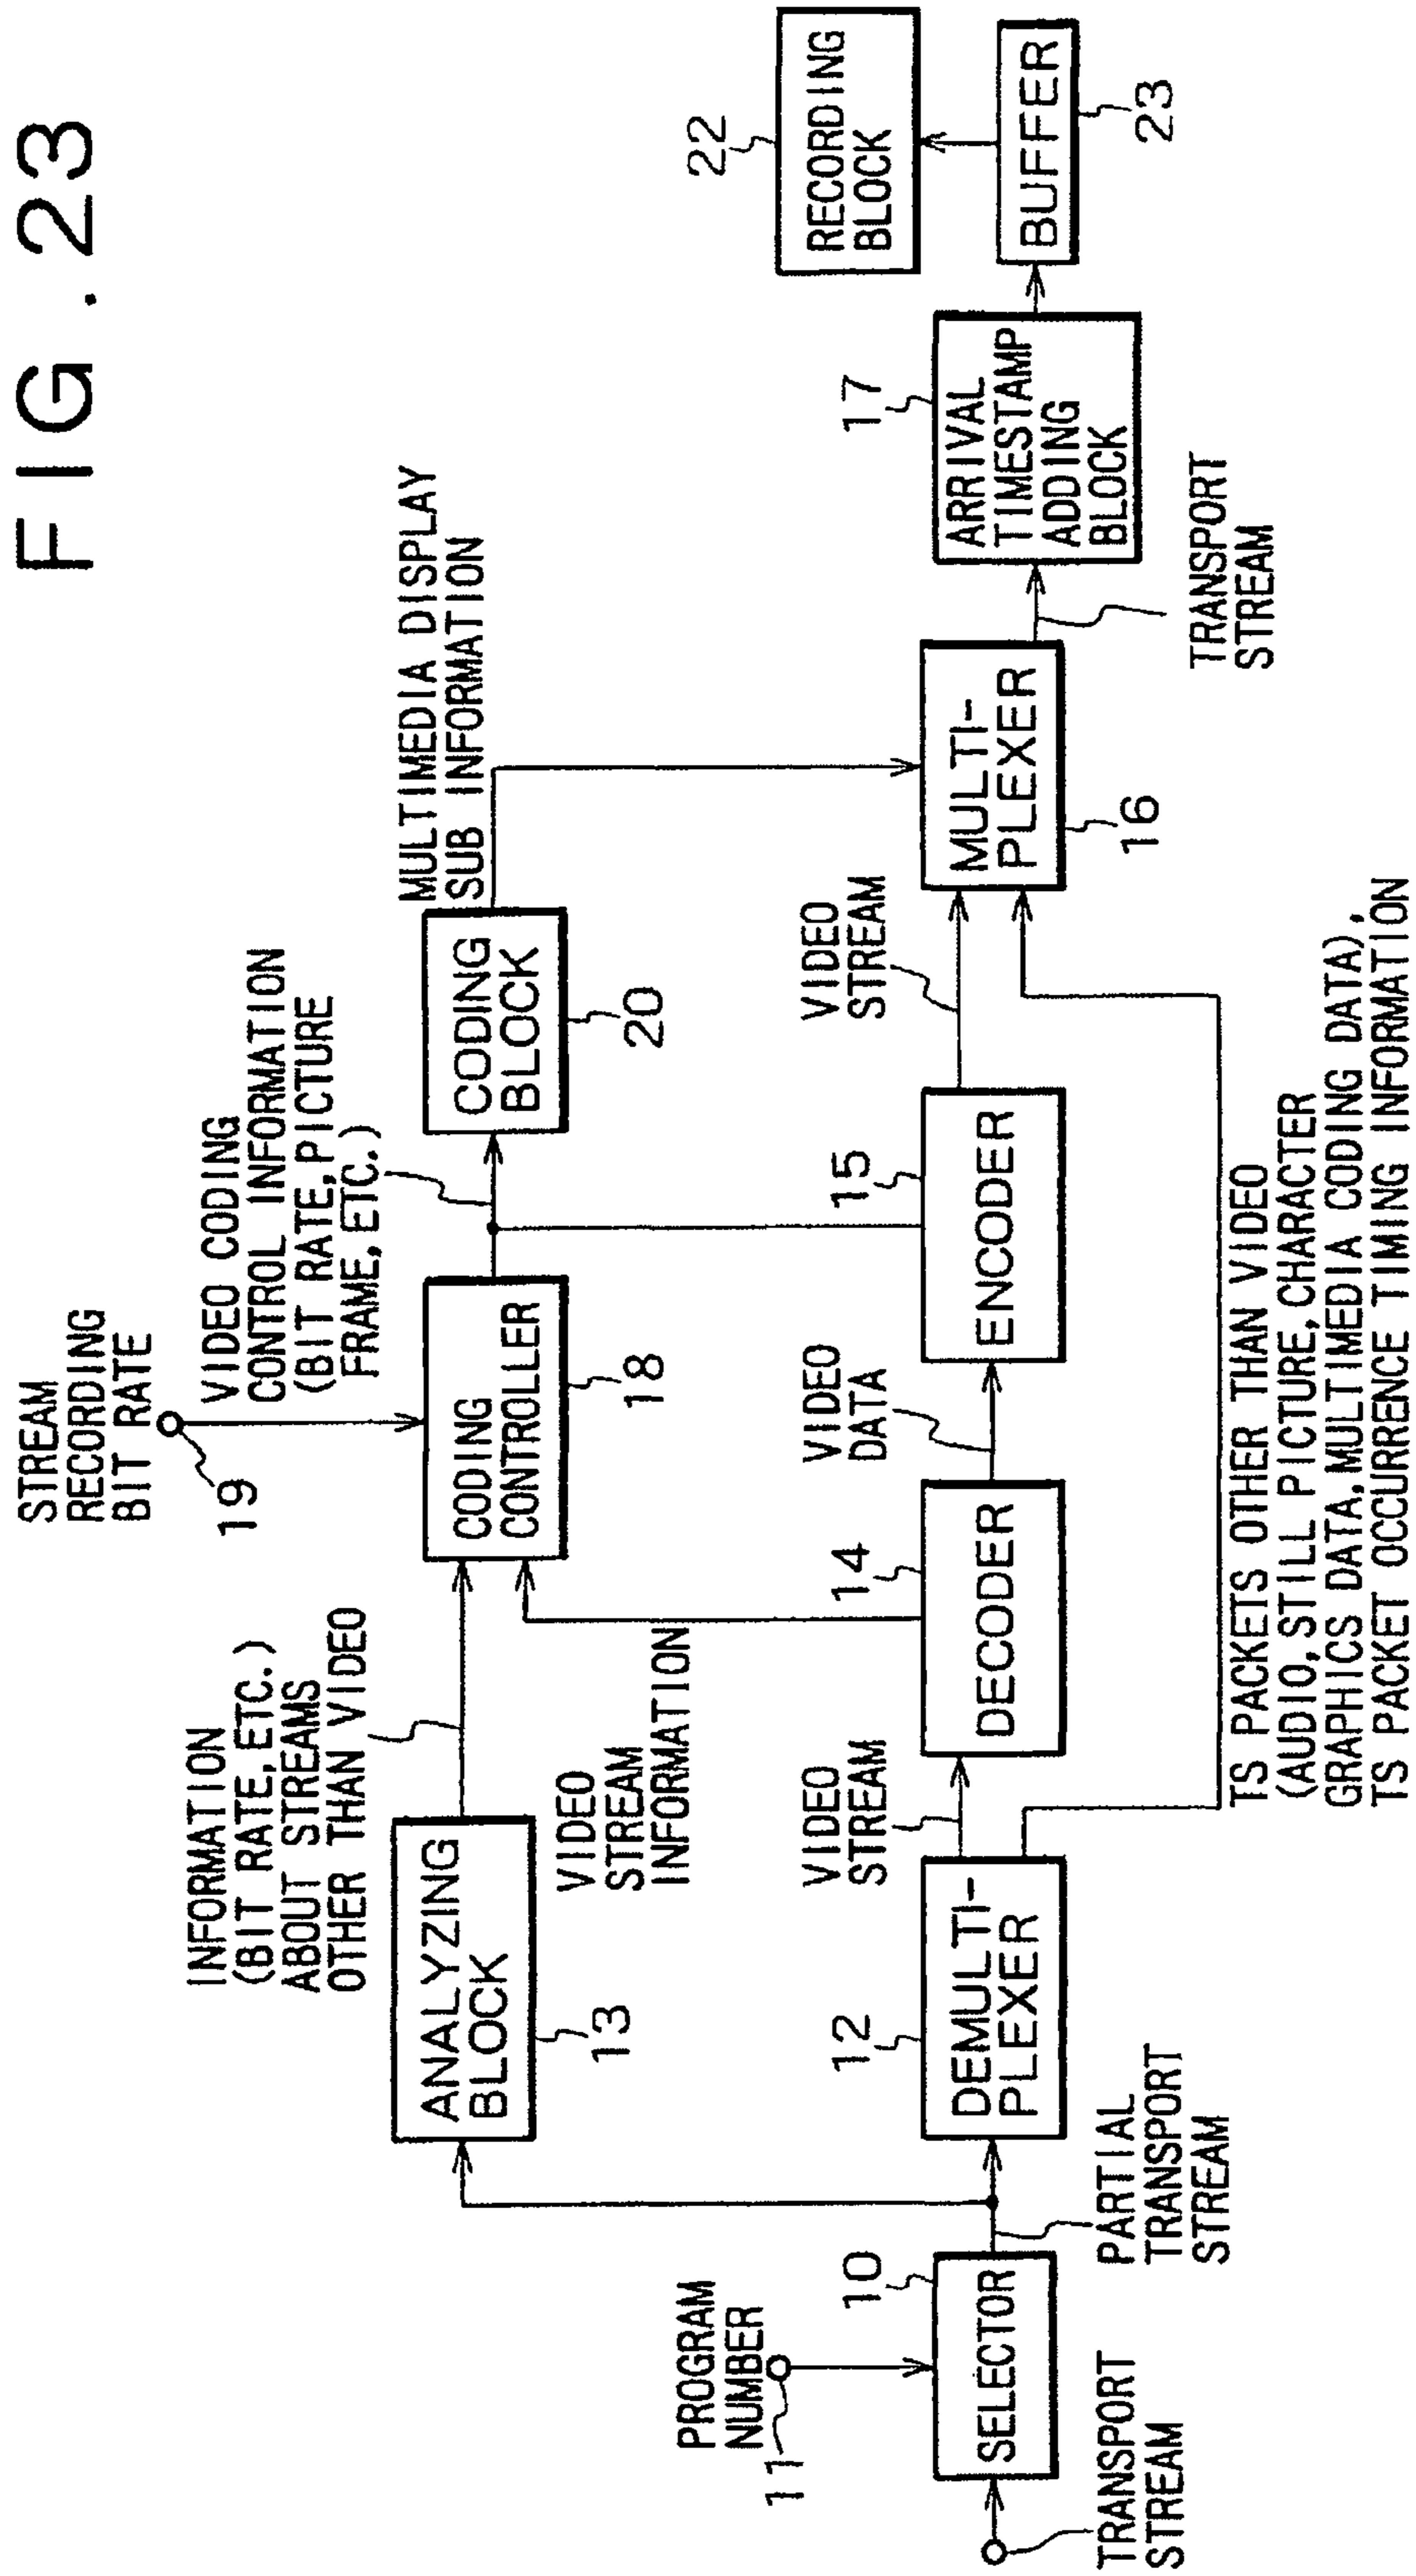 FIG. 23
STREAM
RECORDING
BIT RATE
19
INFORMATION
(BIT RATE, ETC.)
ABOUT STREAMS
OTHER THAN VIDEO
VIDEO CODING
CONTROL INFORMATION
(BIT RATE, PICTURE
FRAME, ETC.)
MULTIMEDIA DISPLAY
SUB INFORMATION
ANALYZING
BLOCK
13
CODING
CONTROLLER
18
CODING
BLOCK
20
VIDEO
STREAM
INFORMATION
PROGRAM
NUMBER
11
22
RECORDING
BLOCK
TRANSPORT
STREAM
SELECTOR
10
PARTIAL
TRANSPORT
STREAM
DEMULTI-
PLEXER
12
VIDEO
STREAM
DECODER
14
VIDEO
DATA
ENCODER
15
VIDEO
STREAM
MULTI-
PLEXER
16
TRANSPORT
STREAM
ARRIVAL
TIMESTAMP
ADDING
BLOCK
17
BUFFER
23
TS PACKETS OTHER THAN VIDEO
(AUDIO, STILL PICTURE, CHARACTER
GRAPHICS DATA, MULTIMEDIA CODING DATA),
TS PACKET OCCURRENCE TIMING INFORMATION